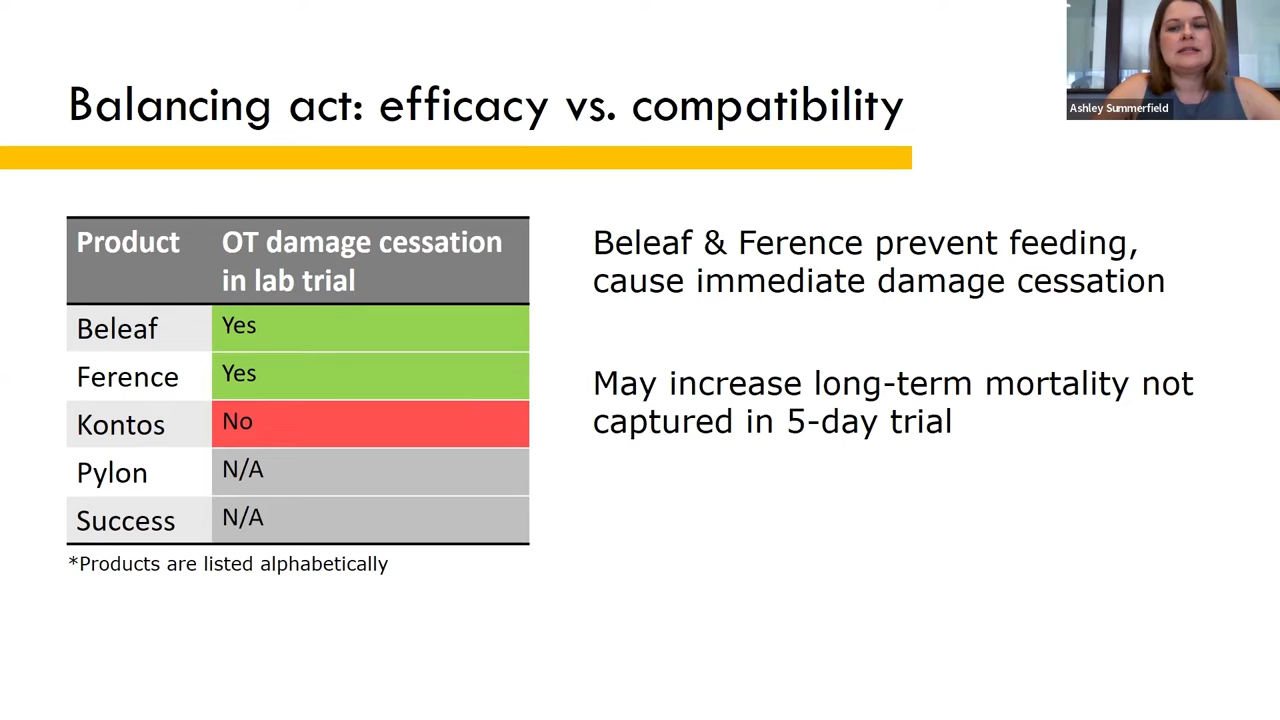 Balancing act: efficacy vs. compatibility
Ashley Summerfield
Product OT damage cessation
in lab trial
Beleaf Yes
Ference Yes
Kontos No
Pylon N/A
Success N/A
*Products are listed alphabetically
Beleaf & Ference prevent feeding,
cause immediate damage cessation
May increase long-term mortality not
captured in 5-day trial